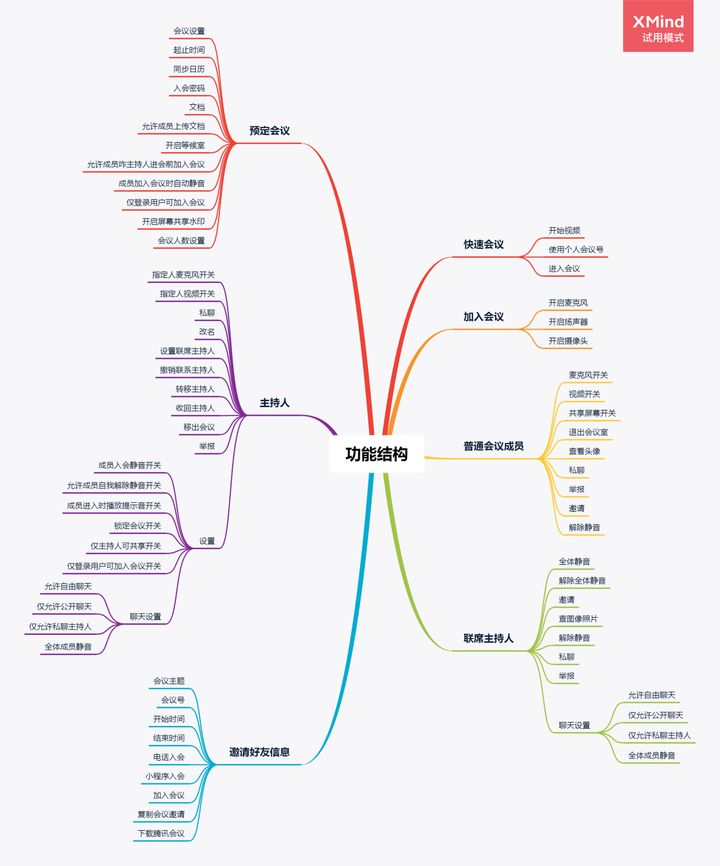 XMind
试用模式
功能结构
预定会议
会议设置
起止时间
同步日历
入会密码
文档
允许成员上传文档
开启等候室
允许成员咋主持人进会前加入会议
成员加入会议时自动静音
仅登录用户可加入会议
开启屏幕共享水印
会议人数设置
主持人
指定人麦克风开关
指定人视频开关
私聊
改名
设置联席主持人
撤销联系主持人
转移主持人
收回主持人
移出会议
举报
设置
成员入会静音开关
允许成员自我解除静音开关
成员进入时播放提示音开关
锁定会议开关
仅主持人可共享开关
仅登录用户可加入会议开关
聊天设置
允许自由聊天
仅允许公开聊天
仅允许私聊主持人
全体成员静音
邀请好友信息
会议主题
会议号
开始时间
结束时间
电话入会
小程序入会
加入会议
复制会议邀请
下载腾讯会议
快速会议
开始视频
使用个人会议号
进入会议
加入会议
开启麦克风
开启扬声器
开启摄像头
普通会议成员
麦克风开关
视频开关
共享屏幕开关
退出会议室
查看头像
私聊
举报
邀请
解除静音
联席主持人
全体静音
解除全体静音
邀请
查图像照片
解除静音
私聊
举报
聊天设置
允许自由聊天
仅允许公开聊天
仅允许私聊主持人
全体成员静音